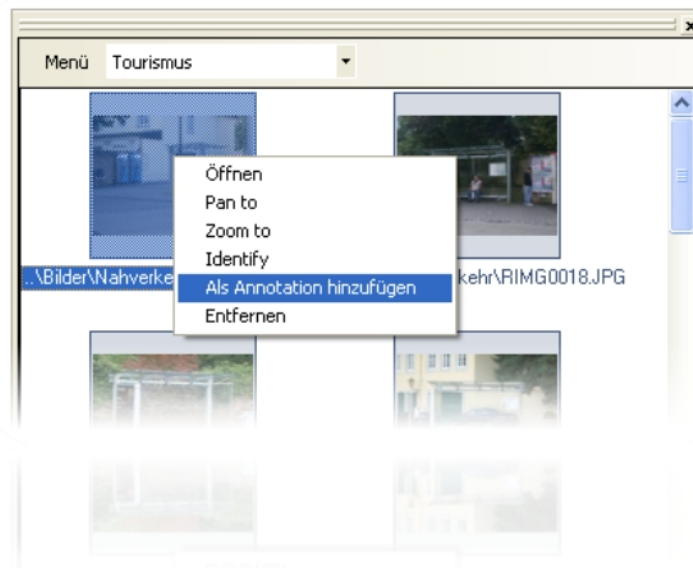 Menü Tourismus
Öffnen
Pan to
Zoom to
Identify
..\Bilder\Nahverke kehr\RIMG0018.JPG
Als Annotation hinzufügen
Entfernen